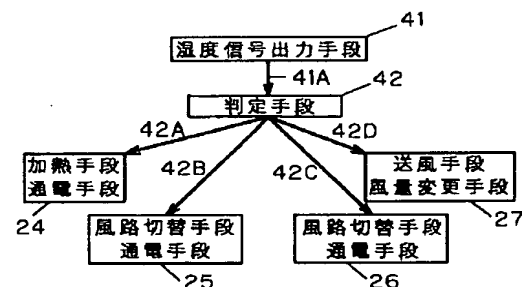 41
湿度信号出力手段
41A
42
判定手段
42A
42B
42C
42D
加熱手段
通電手段
24
風路切替手段
通電手段
25
風路切替手段
通電手段
26
送風手段
風量変更手段
27